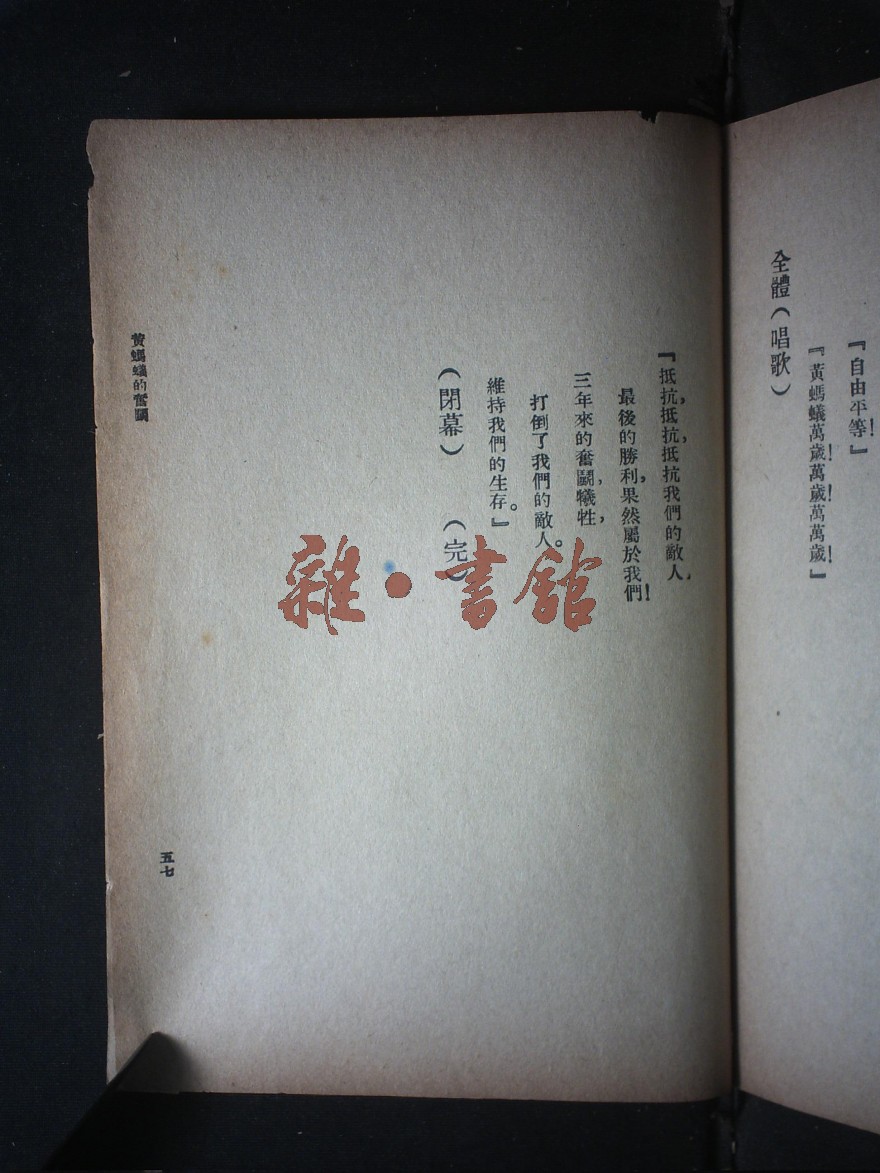 『自由平等！』
『黃螞蟻萬歲！萬歲！萬萬歲！』
全體（唱歌）
『抵抗，抵抗，抵抗我們的敵人，
最後的勝利，果然屬於我們！
三年來的奮鬭，犧牲，
打倒了我們的敵人。
維持我們的生存。』
（閉幕）　（完）
黃螞蟻的奮鬭
五七
雜·書館